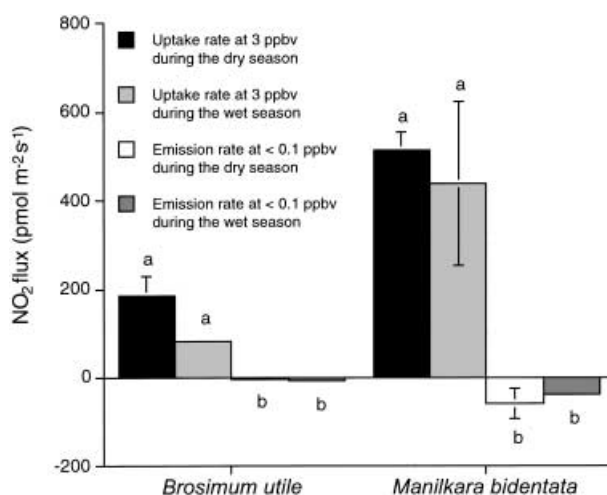 800
600
400
200
0
-200
NO2 flux (pmol m-2s-1)
Uptake rate at 3 ppbv
during the dry season
Uptake rate at 3 ppbv
during the wet season
Emission rate at < 0.1 ppbv
during the dry season
Emission rate at < 0.1 ppbv
during the wet season
a
a
b
b
a
a
b
b
Brosimum utile
Manilkara bidentata